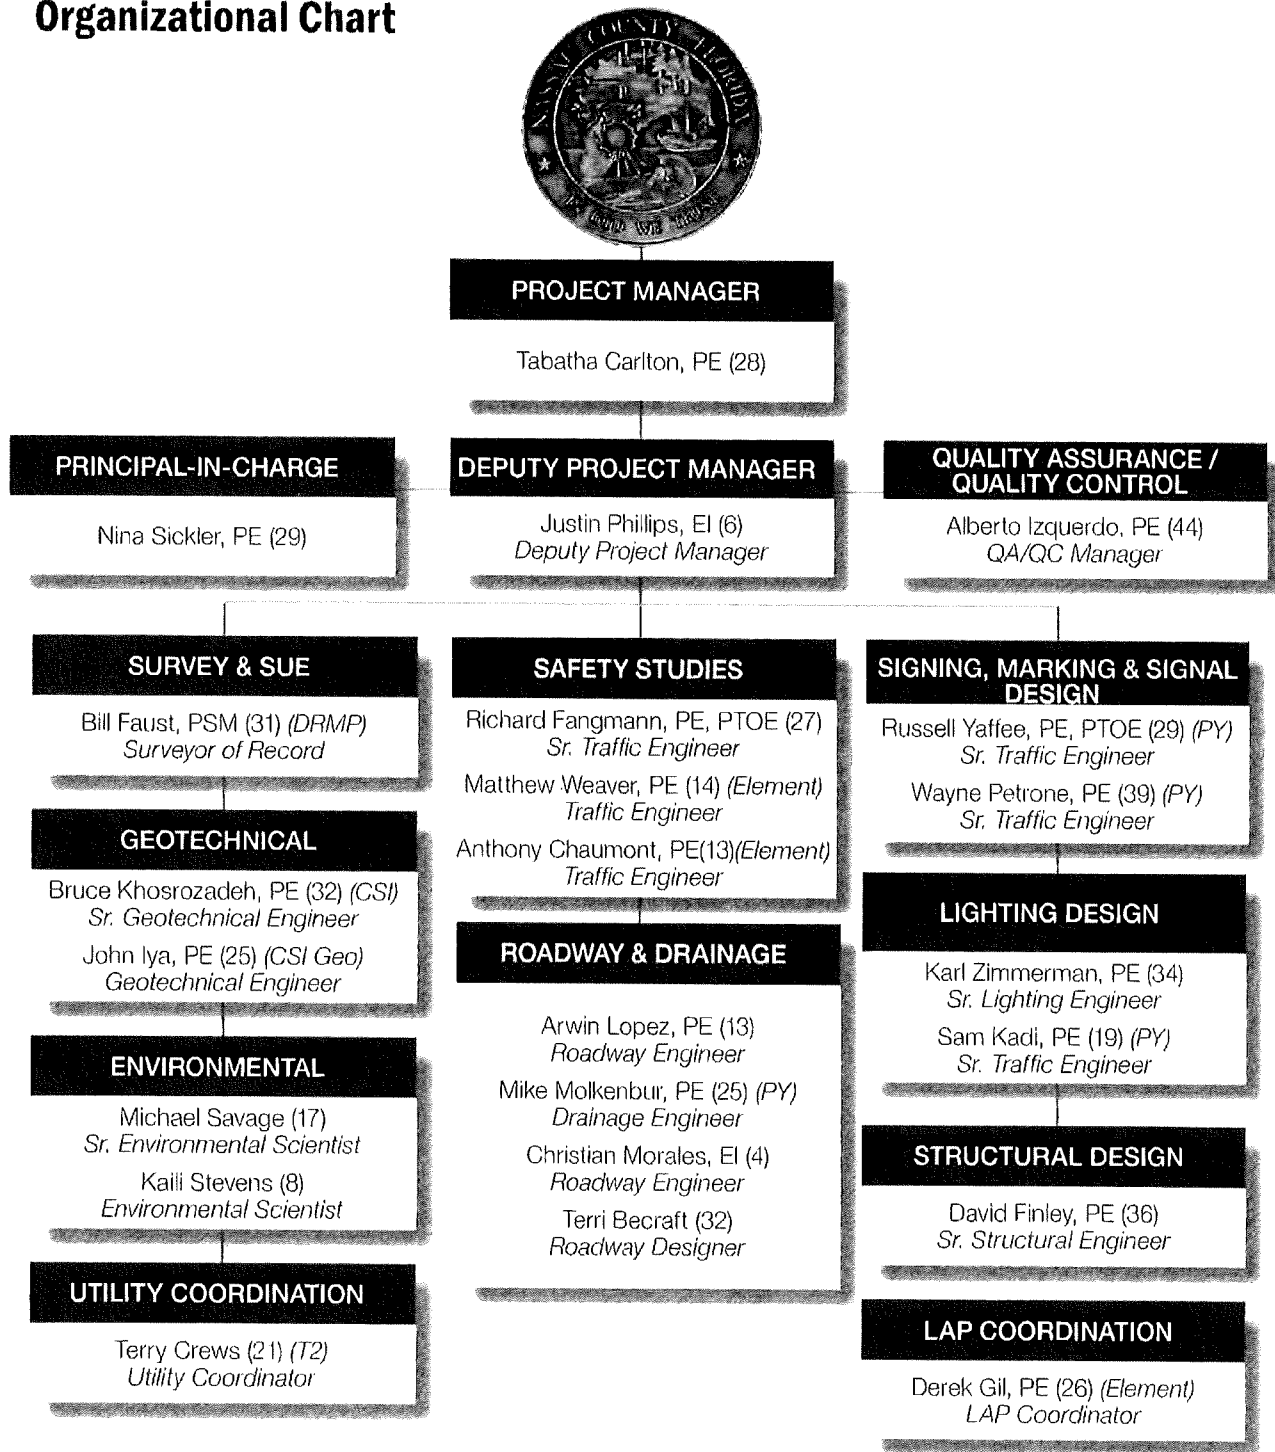 Organizational Chart
NASSAU COUNTY FLORIDA
IN GOD WE TRUST
PROJECT MANAGER
Tabatha Carlton, PE (28)
PRINCIPAL-IN-CHARGE
Nina Sickler, PE (29)
DEPUTY PROJECT MANAGER
Justin Phillips, EI (6)
Deputy Project Manager
QUALITY ASSURANCE /
QUALITY CONTROL
Alberto Izquerdo, PE (44)
QA/QC Manager
SURVEY & SUE
Bill Faust, PSM (31) (DRMP)
Surveyor of Record
GEOTECHNICAL
Bruce Khosrozadeh, PE (32) (CSI)
Sr. Geotechnical Engineer
John Iya, PE (25) (CSI Geo)
Geotechnical Engineer
ENVIRONMENTAL
Michael Savage (17)
Sr. Environmental Scientist
Kaili Stevens (8)
Environmental Scientist
UTILITY COORDINATION
Terry Crews (21) (T2)
Utility Coordinator
SAFETY STUDIES
Richard Fangmann, PE, PTOE (27)
Sr. Traffic Engineer
Matthew Weaver, PE (14) (Element)
Traffic Engineer
Anthony Chaumont, PE(13)(Element)
Traffic Engineer
ROADWAY & DRAINAGE
Arwin Lopez, PE (13)
Roadway Engineer
Mike Molkenbur, PE (25) (PY)
Drainage Engineer
Christian Morales, EI (4)
Roadway Engineer
Terri Becraft (32)
Roadway Designer
SIGNING, MARKING & SIGNAL
DESIGN
Russell Yaffee, PE, PTOE (29) (PY)
Sr. Traffic Engineer
Wayne Petrone, PE (39) (PY)
Sr. Traffic Engineer
LIGHTING DESIGN
Karl Zimmerman, PE (34)
Sr. Lighting Engineer
Sam Kadi, PE (19) (PY)
Sr. Traffic Engineer
STRUCTURAL DESIGN
David Finley, PE (36)
Sr. Structural Engineer
LAP COORDINATION
Derek Gil, PE (26) (Element)
LAP Coordinator